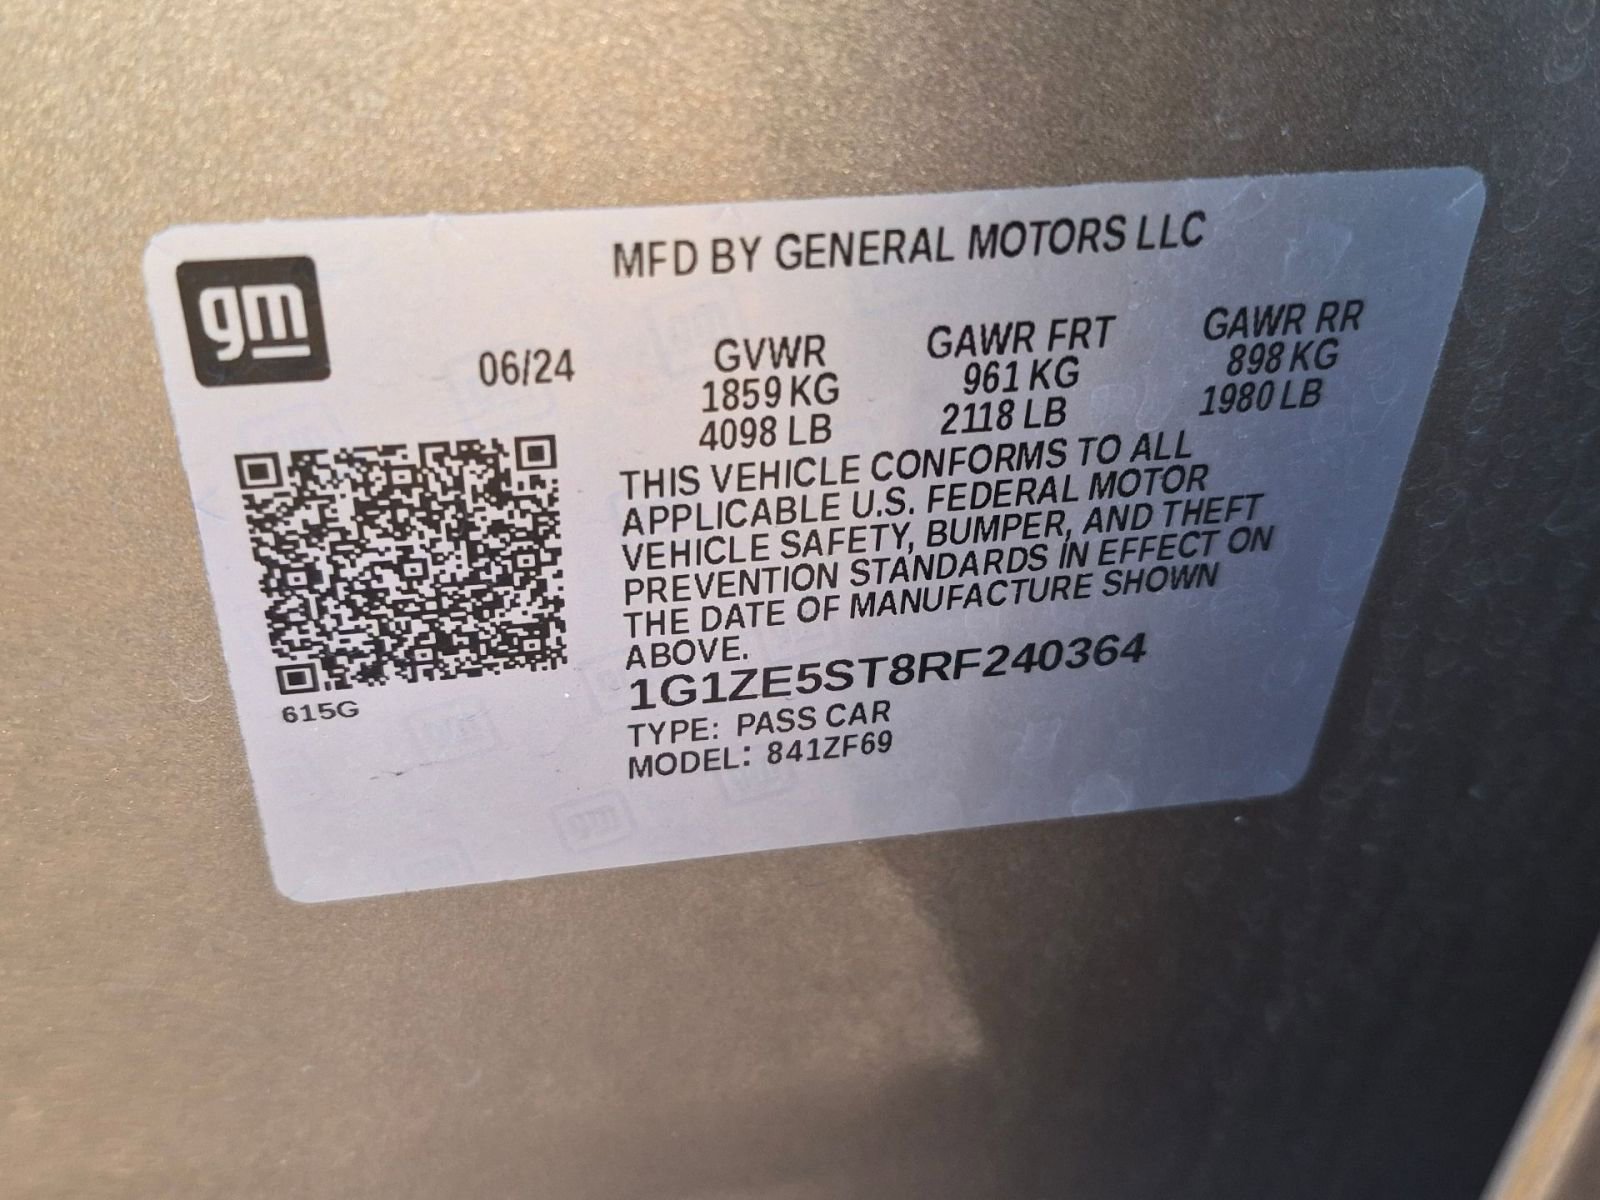 gm
MFD BY GENERAL MOTORS LLC
06/24
GVWR
1859 KG
4098 LB
GAWR FRT
961 KG
2118 LB
GAWR RR
898 KG
1980 LB
THIS VEHICLE CONFORMS TO ALL
APPLICABLE U.S. FEDERAL MOTOR
VEHICLE SAFETY, BUMPER, AND THEFT
PREVENTION STANDARDS IN EFFECT ON
THE DATE OF MANUFACTURE SHOWN
ABOVE.
1G1ZE5ST8RF240364
TYPE: PASS CAR
MODEL: 841ZF69
615G